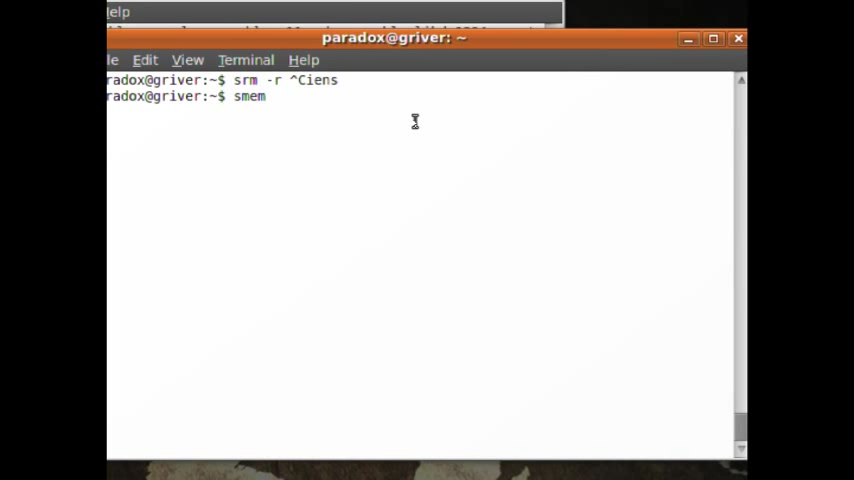 elp
paradox@griver: ~
le Edit View Terminal Help
radox@griver:~$ srm -r ^Ciens
radox@griver:~$ smem